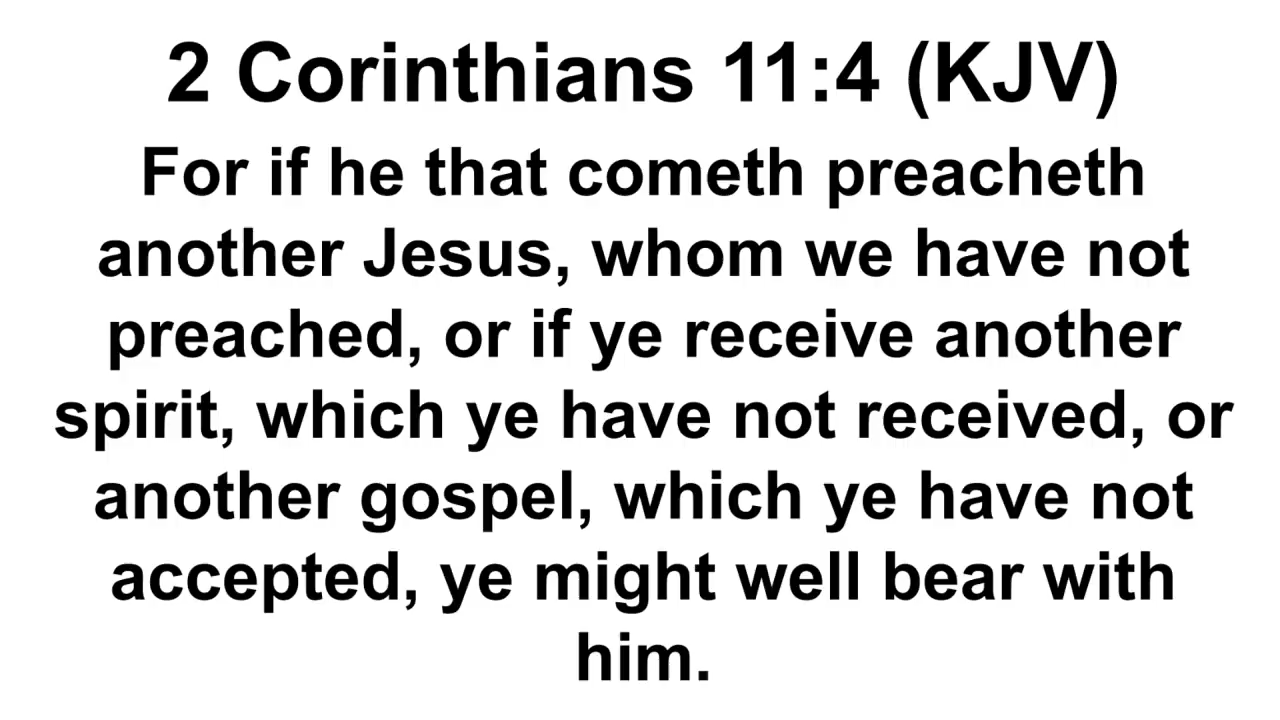 2 Corinthians 11:4 (KJV)
For if he that cometh preacheth
another Jesus, whom we have not
preached, or if ye receive another
spirit, which ye have not received, or
another gospel, which ye have not
accepted, ye might well bear with
him.